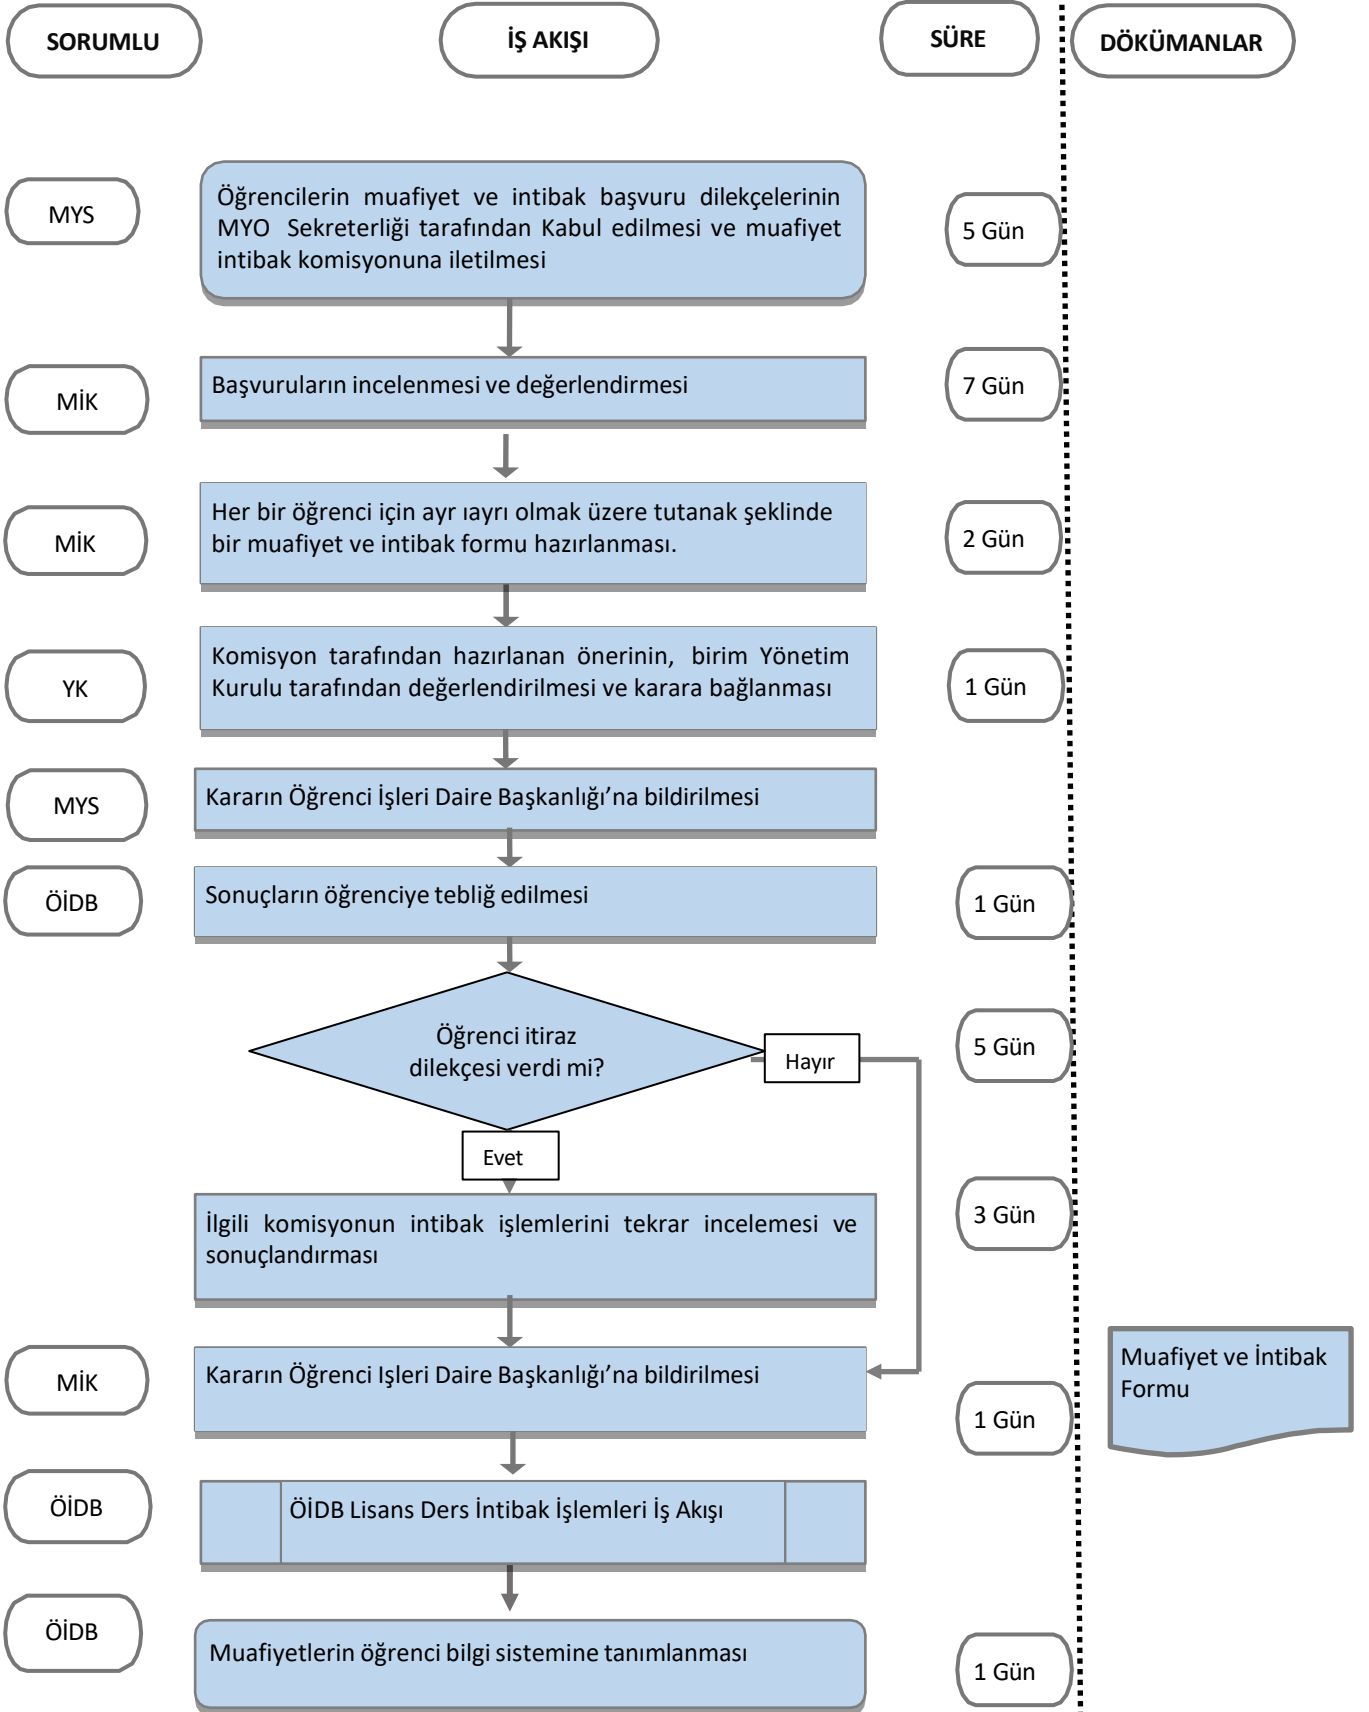 SORUMLU
İŞ AKIŞI
SÜRE
DÖKÜMANLAR
MYS
Öğrencilerin muafiyet ve intibak başvuru dilekçelerinin
MYO Sekreterliği tarafından Kabul edilmesi ve muafiyet
intibak komisyonuna iletilmesi
5 Gün
MİK
Başvuruların incelenmesi ve değerlendirmesi
7 Gün
MİK
Her bir öğrenci için ayr ıayrı olmak üzere tutanak şeklinde
bir muafiyet ve intibak formu hazırlanması.
2 Gün
YK
Komisyon tarafından hazırlanan önerinin, birim Yönetim
Kurulu tarafından değerlendirilmesi ve karara bağlanması
1 Gün
MYS
Kararın Öğrenci İşleri Daire Başkanlığı’na bildirilmesi
ÖİDB
Sonuçların öğrenciye tebliğ edilmesi
1 Gün
Öğrenci itiraz
dilekçesi verdi mi?
Hayır
5 Gün
Evet
İlgili komisyonun intibak işlemlerini tekrar incelemesi ve
sonuçlandırması
3 Gün
MİK
Kararın Öğrenci Işleri Daire Başkanlığı’na bildirilmesi
1 Gün
Muafiyet ve İntibak
Formu
ÖİDB
ÖİDB Lisans Ders İntibak İşlemleri İş Akışı
ÖİDB
Muafiyetlerin öğrenci bilgi sistemine tanımlanması
1 Gün